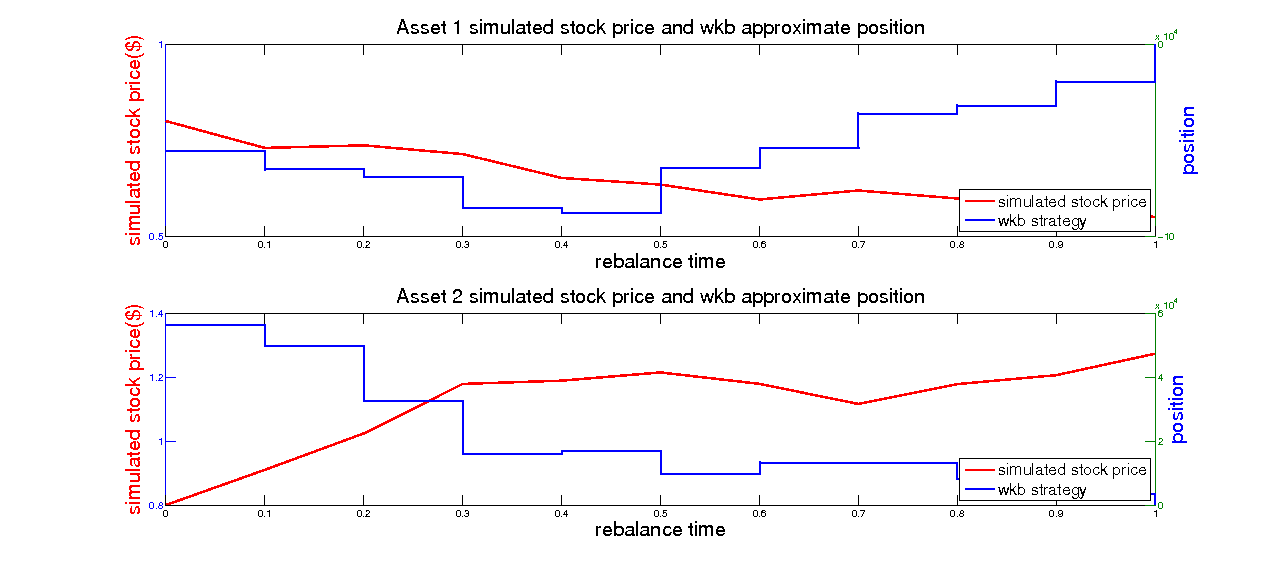 Asset 1 simulated stock price and wkb approximate position
x 10^4
1
0
simulated stock price($)
position
simulated stock price
wkb strategy
0.5
-10
0 0.1 0.2 0.3 0.4 0.5 0.6 0.7 0.8 0.9 1
rebalance time
Asset 2 simulated stock price and wkb approximate position
x 10^4
1.4
6
1.2
4
simulated stock price($)
position
1
2
simulated stock price
wkb strategy
0.8
0
0 0.1 0.2 0.3 0.4 0.5 0.6 0.7 0.8 0.9 1
rebalance time